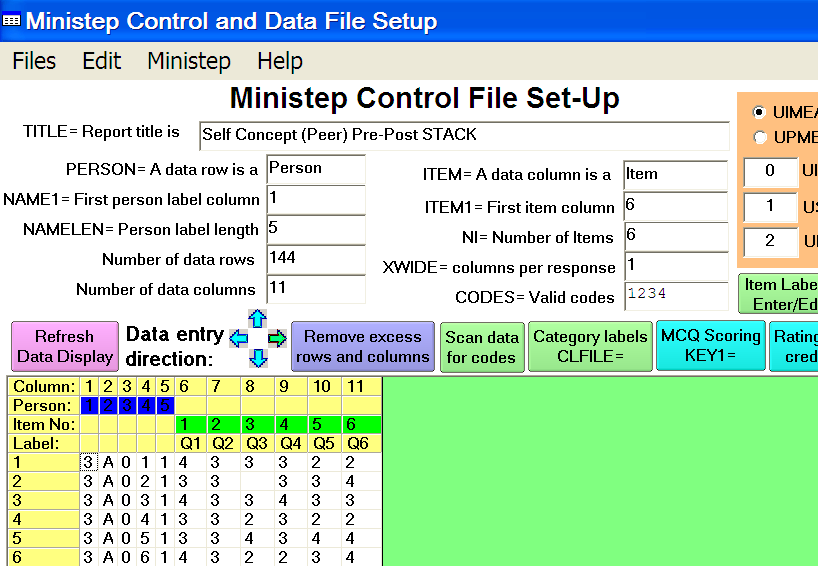 Ministep Control and Data File Setup
Files Edit Ministep Help
Ministep Control File Set-Up
TITLE= Report title is Self Concept (Peer) Pre-Post STACK
UIMEA
UPME
PERSON= A data row is a Person ITEM= A data column is a Item 0 UI
NAME1= First person label column 1 ITEM1= First item column 6 1 US
NAMELEN= Person label length 5 NI= Number of Items 6 2
Number of data rows 144 XWIDE= columns per response 1
Number of data columns 11 CODES= Valid codes 1234
Item Labe
Enter/Ed
Refresh
Data Display
Data entry
direction:
Remove excess
rows and columns
Scan data
for codes
Category labels
CLFILE=
MCQ Scoring
KEY1=
Rating
cred
Column: 1 2 3 4 5 6 7 8 9 10 11
Person: 1 2 3 4 5
Item No: 1 2 3 4 5 6
Label: Q1 Q2 Q3 Q4 Q5 Q6
1 3 A 0 1 1 4 3 3 3 2 2
2 3 A 0 2 1 3 3 3 3 4
3 3 A 0 3 1 4 3 3 4 3 3
4 3 A 0 4 1 3 3 2 3 2 2
5 3 A 0 5 1 3 3 4 3 4 4
6 3 A 0 6 1 4 3 2 2 3 4